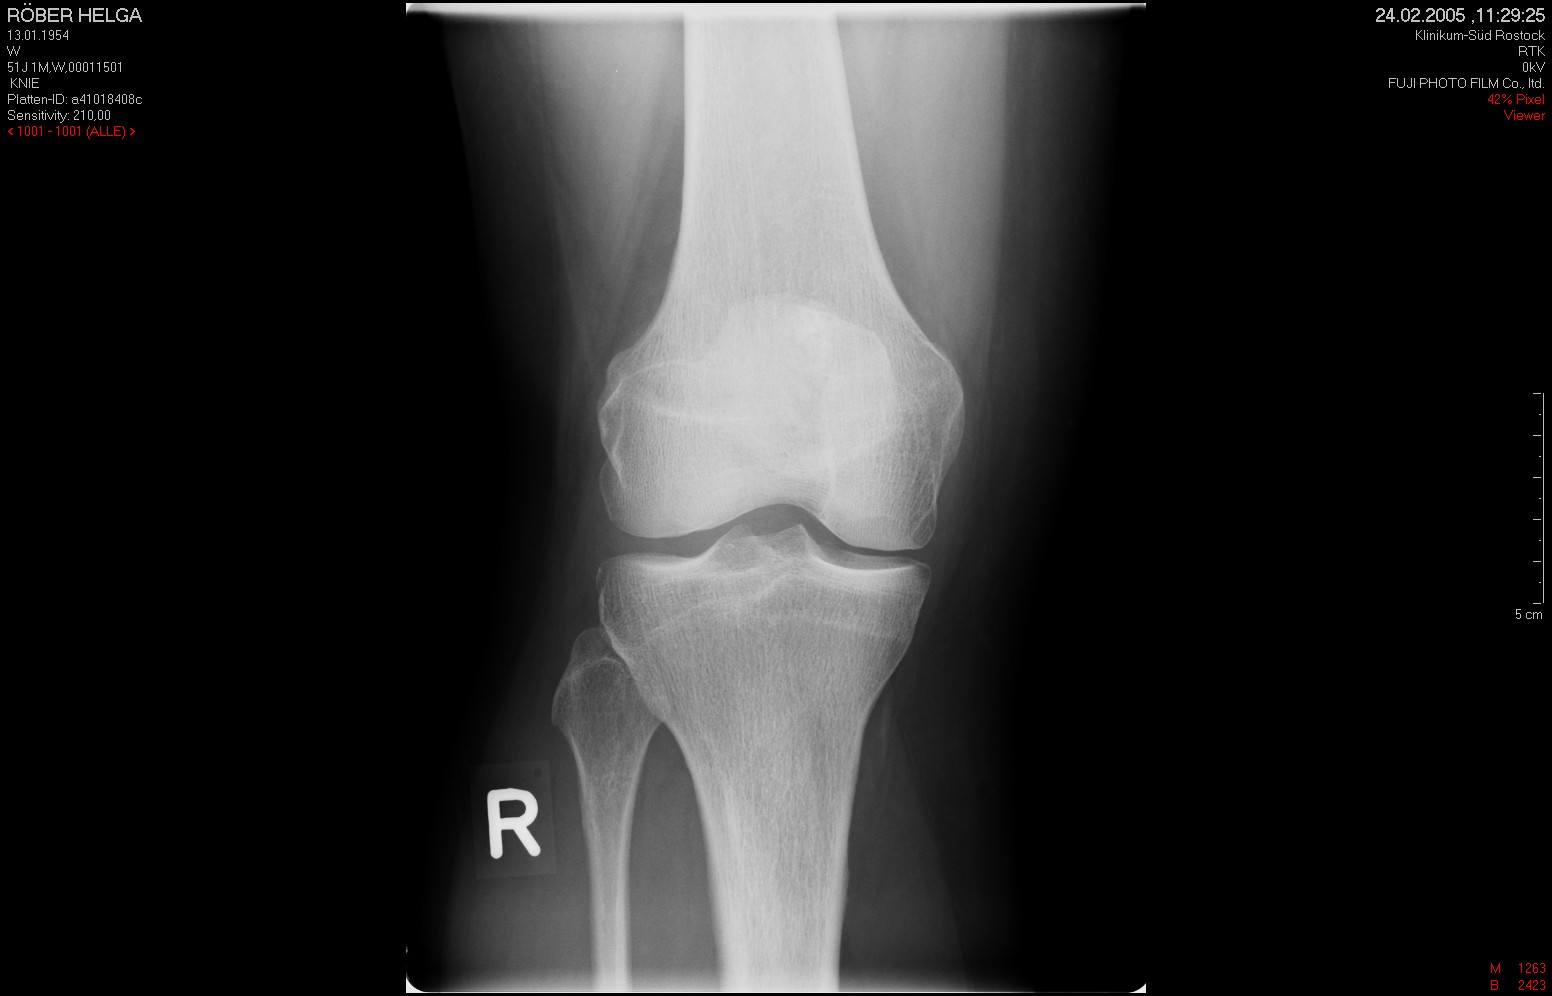 RÖBER HELGA
13.01.1954
W
51J 1M,W,00011501
KNIE
Platten-ID: a41018408c
Sensitivity: 210,00
< 1001 - 1001 (ALLE) >
24.02.2005 ,11:29:25
Klinikum-Süd Rostock
RTK
0kV
FUJI PHOTO FILM Co., ltd.
42% Pixel
Viewer
5 cm
R
M 1263
B 2423